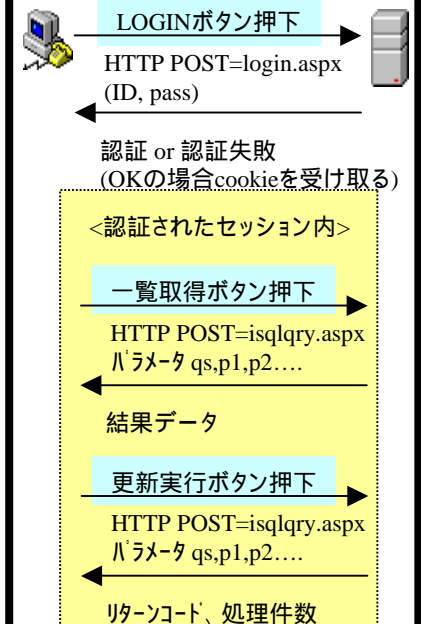 LOGINボタン押下
HTTP POST=login.aspx
(ID, pass)
認証 or 認証失敗
(OKの場合cookieを受け取る)
<認証されたセッション内>
一覧取得ボタン押下
HTTP POST=isqlqry.aspx
ﾊﾟﾗﾒｰﾀ qs,p1,p2….
結果データ
更新実行ボタン押下
HTTP POST=isqlqry.aspx
ﾊﾟﾗﾒｰﾀ qs,p1,p2….
ﾘﾀｰﾝｺｰﾄﾞ、処理件数